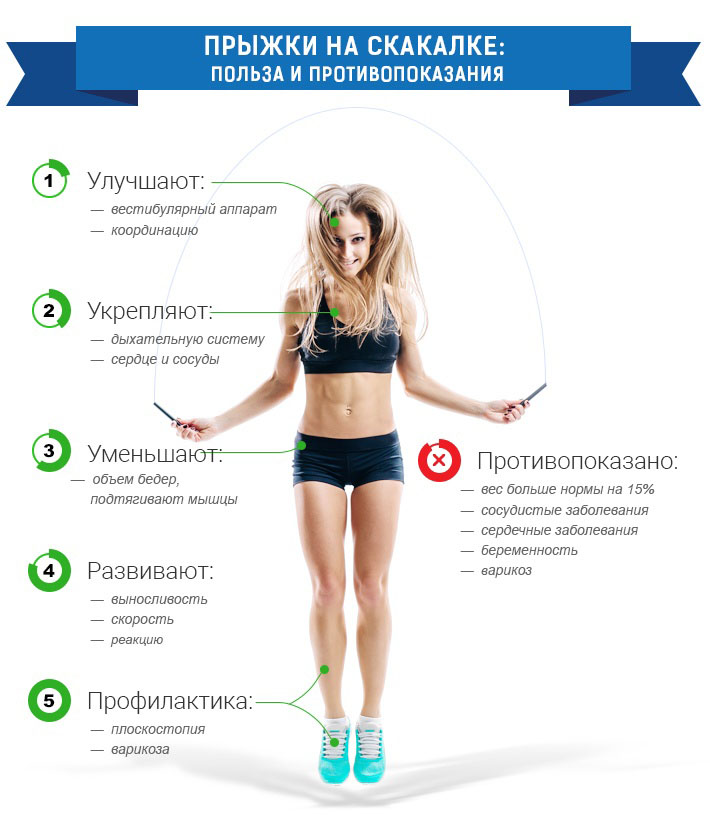 ПРЫЖКИ НА СКАКАЛКЕ:
ПОЛЬЗА И ПРОТИВОПОКАЗАНИЯ
1 Улучшают:
— вестибулярный аппарат
— координацию
2 Укрепляют:
— дыхательную систему
— сердце и сосуды
3 Уменьшают:
— объем бедер,
подтягивают мышцы
4 Развивают:
— выносливость
— скорость
— реакцию
5 Профилактика:
— плоскостопия
— варикоза
Противопоказано:
— вес больше нормы на 15%
— сосудистые заболевания
— сердечные заболевания
— беременность
— варикоз